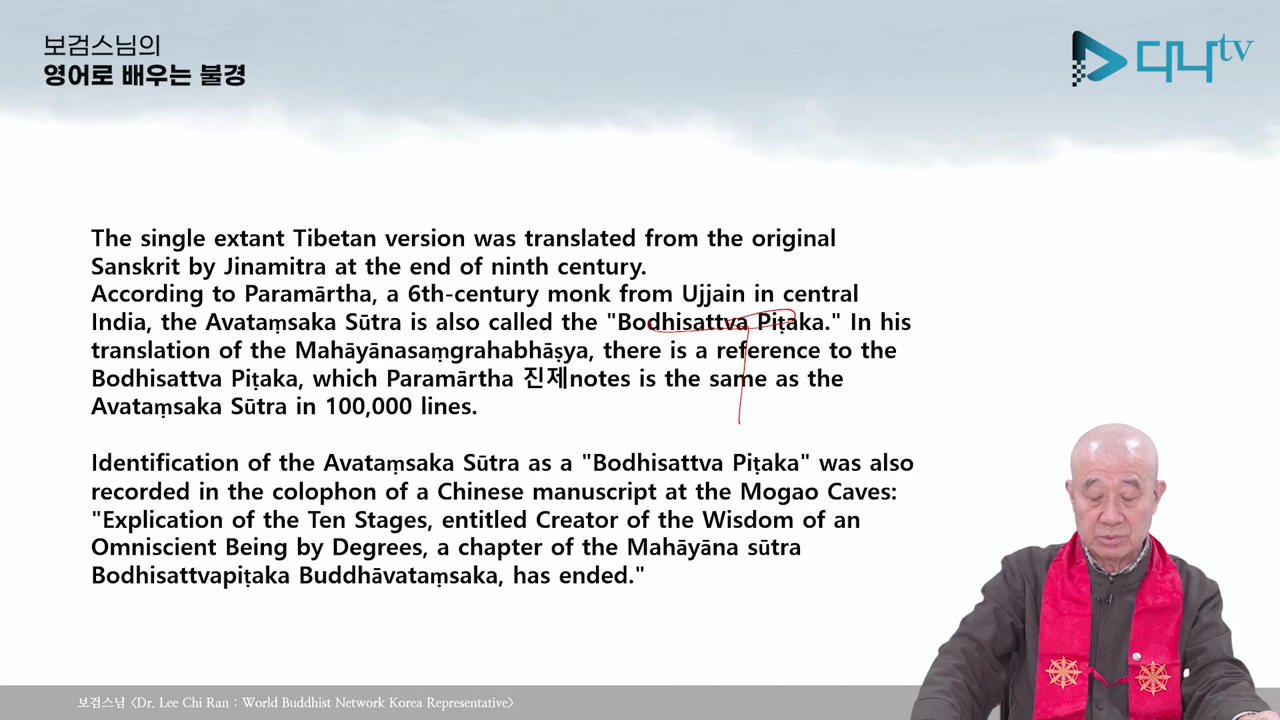 보검스님의
영어로 배우는 불경
다나tv
The single extant Tibetan version was translated from the original
Sanskrit by Jinamitra at the end of ninth century.
According to Paramārtha, a 6th-century monk from Ujjain in central
India, the Avataṃsaka Sūtra is also called the "Bodhisattva Piṭaka." In his
translation of the Mahāyānasaṃgrahabhāṣya, there is a reference to the
Bodhisattva Piṭaka, which Paramārtha 진제notes is the same as the
Avataṃsaka Sūtra in 100,000 lines.
Identification of the Avataṃsaka Sūtra as a "Bodhisattva Piṭaka" was also
recorded in the colophon of a Chinese manuscript at the Mogao Caves:
"Explication of the Ten Stages, entitled Creator of the Wisdom of an
Omniscient Being by Degrees, a chapter of the Mahāyāna sūtra
Bodhisattvapiṭaka Buddhāvataṃsaka, has ended."
보검스님 <Dr. Lee Chi Ran : World Buddhist Network Korea Representative>